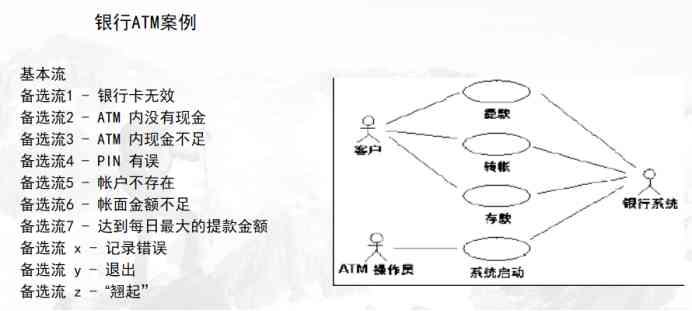 银行ATM案例
基本流
备选流1 - 银行卡无效
备选流2 - ATM 内没有现金
备选流3 - ATM 内现金不足
备选流4 - PIN 有误
备选流5 - 帐户不存在
备选流6 - 帐面金额不足
备选流7 - 达到每日最大的提款金额
备选流 x - 记录错误
备选流 y - 退出
备选流 z - “翘起”
提款
客户
转帐
银行系统
存款
ATM 操作员
系统启动